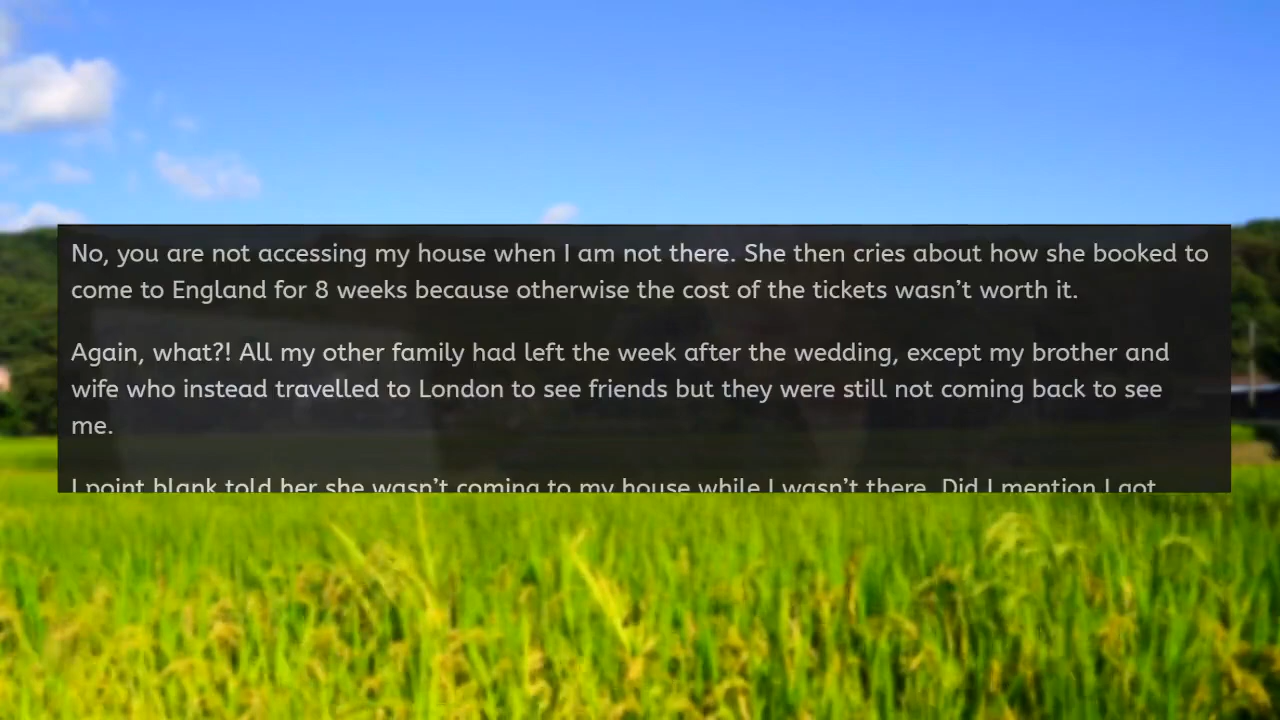 No, you are not accessing my house when I am not there. She then cries about how she booked to
come to England for 8 weeks because otherwise the cost of the tickets wasn’t worth it.
Again, what?! All my other family had left the week after the wedding, except my brother and
wife who instead travelled to London to see friends but they were still not coming back to see
me.
I point blank told her she wasn’t coming to my house while I wasn’t there. Did I mention I got